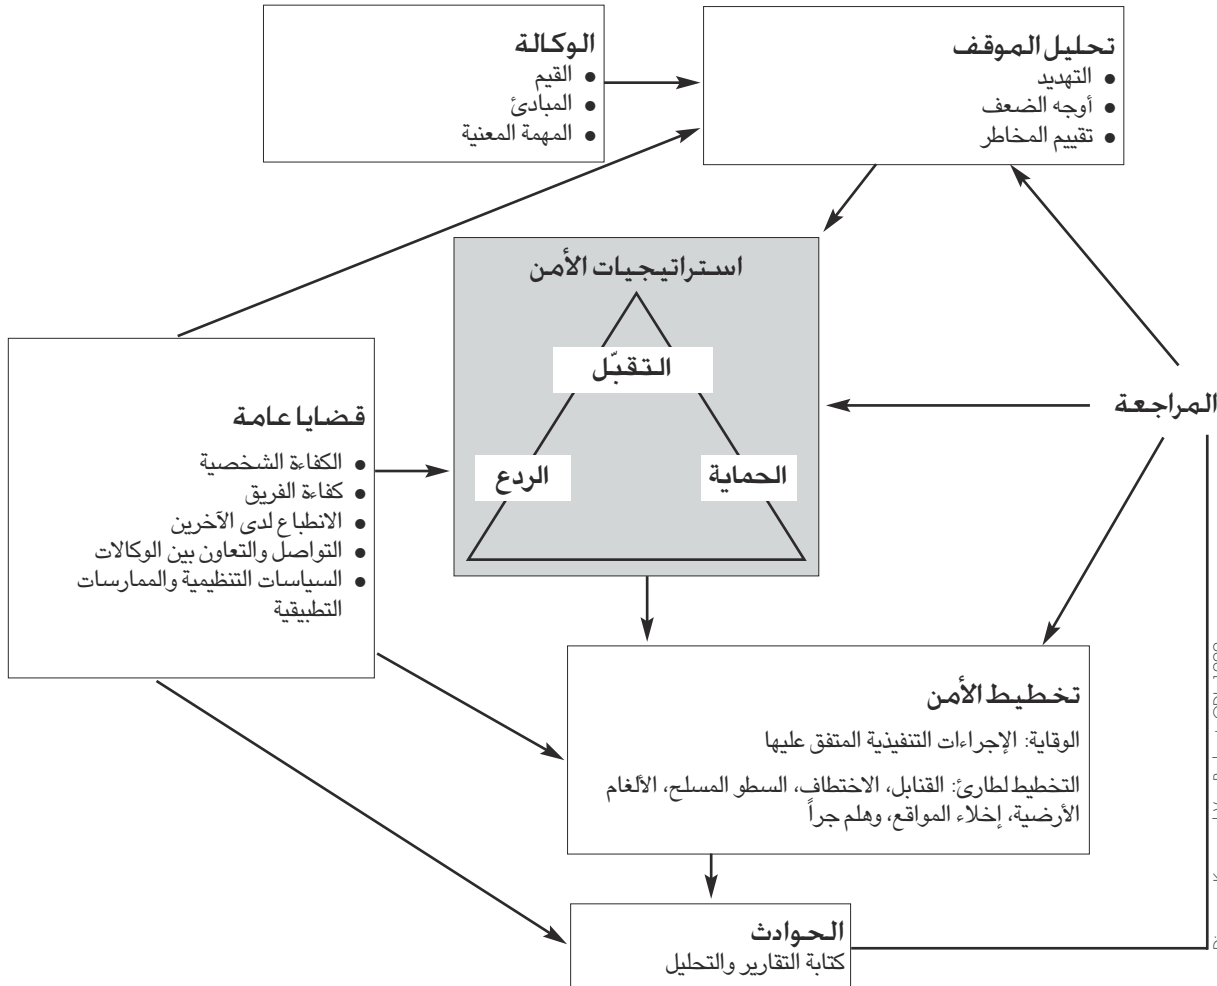 الوكالة
● القيم
● المبادئ
● المهمة المعنية
تحليل الموقف
● التهديد
● أوجه الضعف
● تقييم المخاطر
استراتيجيات الأمن
التقبّل
الحماية
الردع
المراجعة
قضايا عامة
● الكفاءة الشخصية
● كفاءة الفريق
● الانطباع لدى الآخرين
● التواصل والتعاون بين الوكالات
● السياسات التنظيمية والممارسات
التطبيقية
تخطيط الأمن
الوقاية: الإجراءات التنفيذية المتفق عليها
التخطيط لطارئ: القنابل، الاختطاف، السطو المسلح، الألغام
الأرضية، إخلاء المواقع، وهلم جراً
الحوادث
كتابة التقارير والتحليل